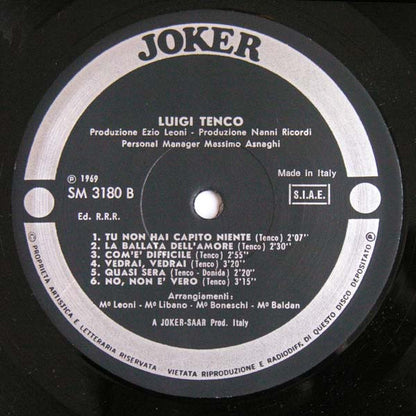 JOKER
LUIGI TENCO
Produzione Ezio Leoni - Produzione Nanni Ricordi
Personal Manager Massimo Asnaghi
℗ 1969
Made in Italy
SM 3180 B
S.I.A.E.
Ed. R.R.R.
1. TU NON HAI CAPITO NIENTE (Tenco) 2'07"
2. LA BALLATA DELL'AMORE (Tenco) 2'30"
3. COM'E' DIFFICILE (Tenco) 2'55"
4. VEDRAI, VEDRAI (Tenco) 3'20"
5. QUASI SERA (Tenco - Donida) 3'20"
6. NO, NON E' VERO (Tenco) 3'15"
Arrangiamenti:
Mº Leoni - Mº Libano - Mº Boneschi - Mº Baldan
A JOKER-SAAR Prod. Italy
© PROPRIETA ARTISTICA E LETTERARIA RISERVATA - VIETATA RIPRODUZIONE E RADIODIFF. DI QUESTO DISCO DEPOSITATO ℗